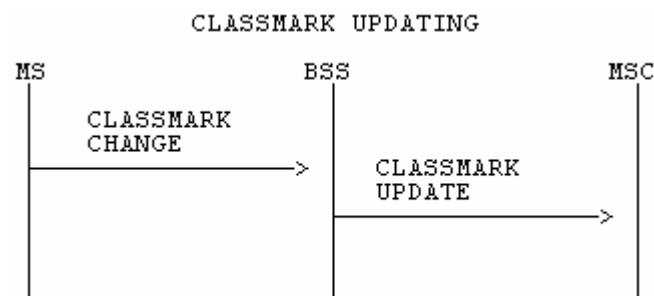 CLASSMARK UPDATING
MS BSS MSC
CLASSMARK
CHANGE
CLASSMARK
UPDATE